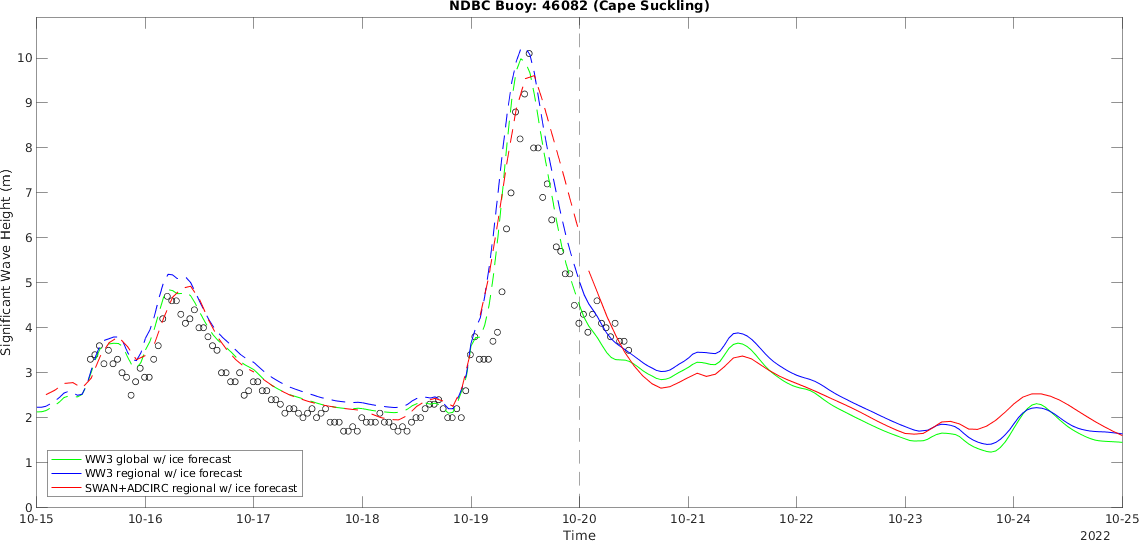 NDBC Buoy: 46082 (Cape Suckling)
10
9
8
7
6
5
4
3
2
1
0
Significant Wave Height (m)
WW3 global w/ ice forecast
WW3 regional w/ ice forecast
SWAN+ADCIRC regional w/ ice forecast
10-15 10-16 10-17 10-18 10-19 10-20 10-21 10-22 10-23 10-24 10-25
Time
2022